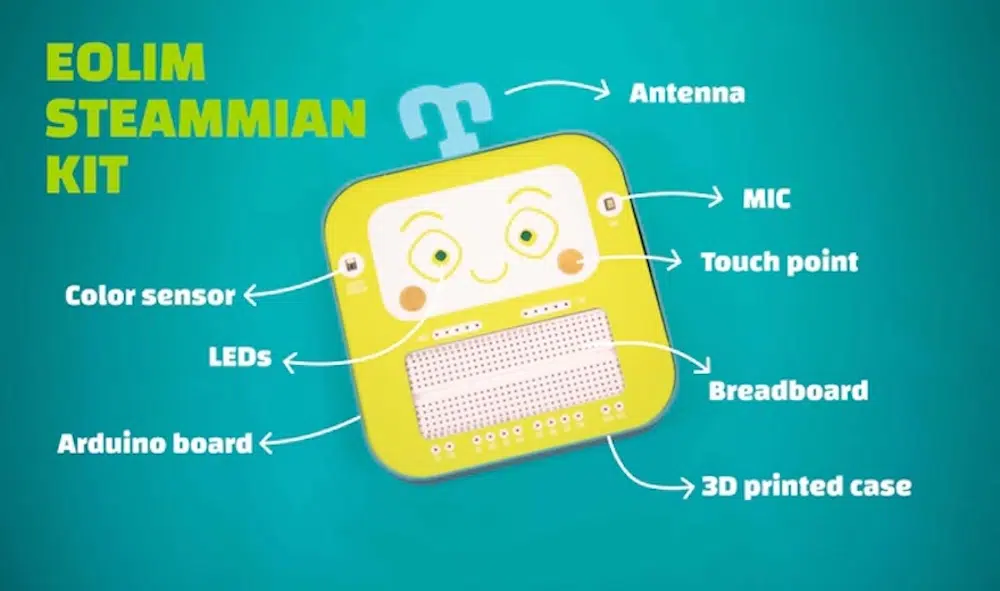 EOLIM
STEAMMIAN
KIT
Antenna
MIC
Touch point
Color sensor
LEDs
Breadboard
Arduino board
3D printed case